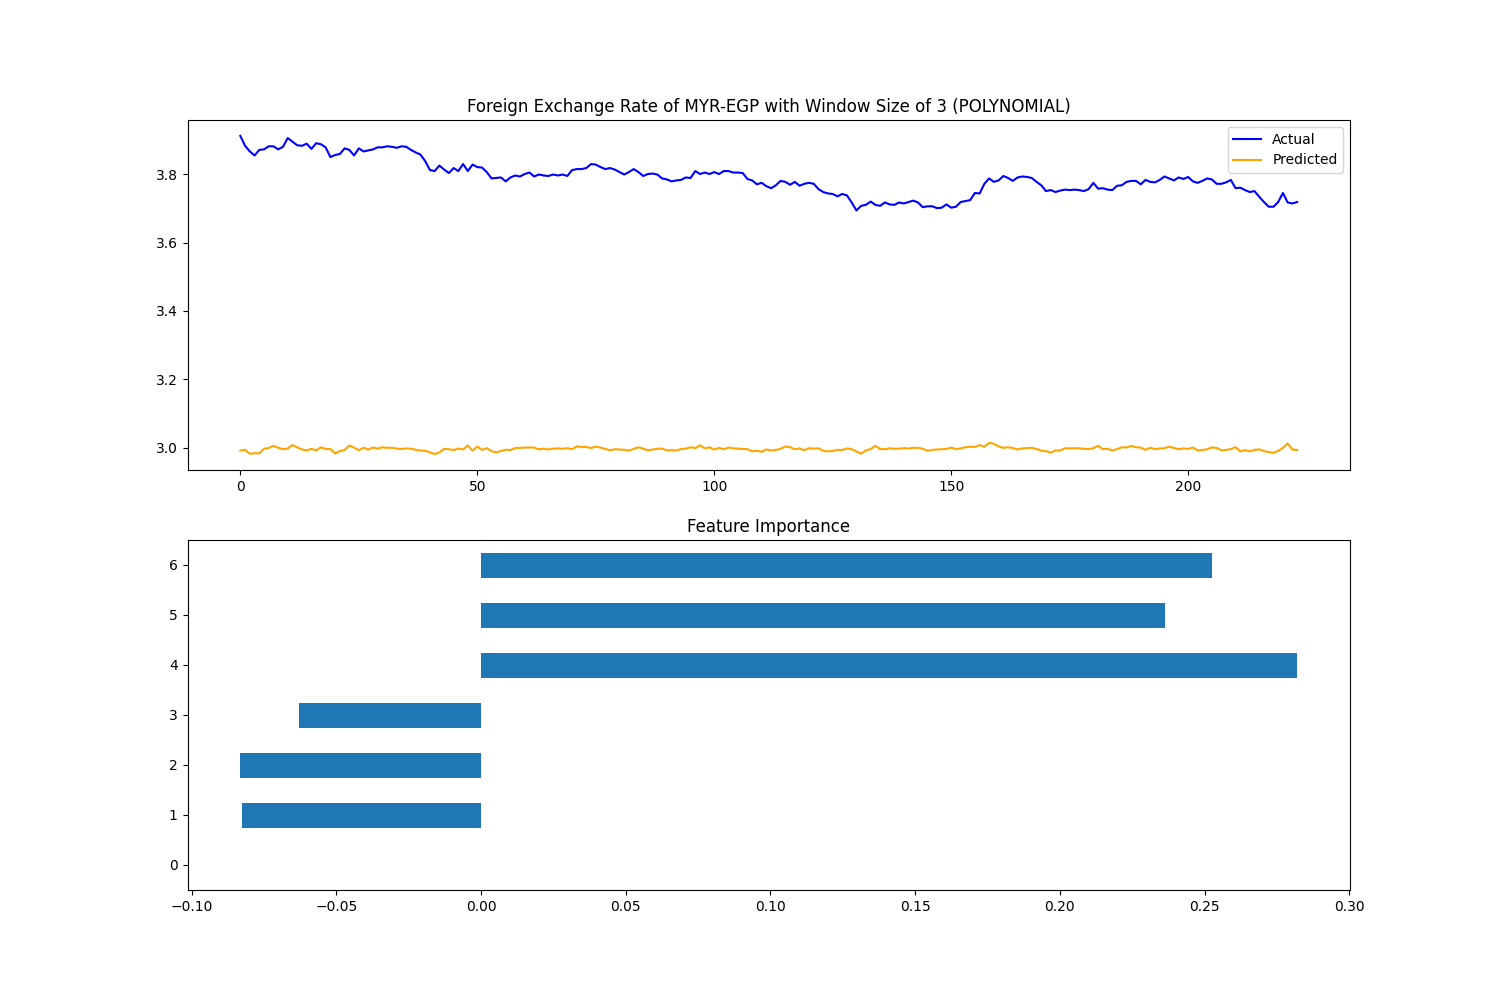 Foreign Exchange Rate of MYR-EGP with Window Size of 3 (POLYNOMIAL)
Actual
Predicted
3.8
3.6
3.4
3.2
3.0
0 50 100 150 200
Feature Importance
6
5
4
3
2
1
0
−0.10 −0.05 0.00 0.05 0.10 0.15 0.20 0.25 0.30